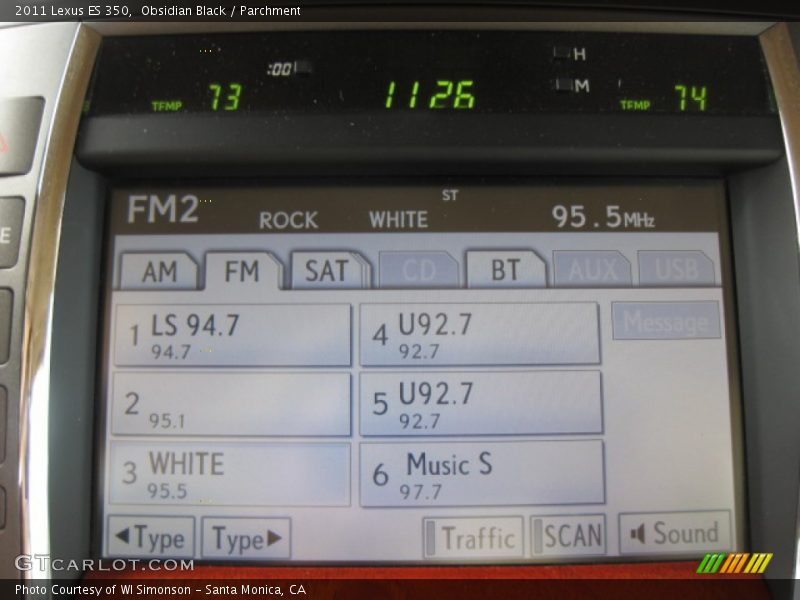 2011 Lexus ES 350,  Obsidian Black / Parchment
:00
H
M
TEMP 73
11 26
TEMP 74
ST
FM2 ROCK WHITE 95.5MHz
AM FM SAT CD BT AUX USB
1 LS 94.7
94.7
4 U92.7
92.7
Message
2
95.1
5 U92.7
92.7
3 WHITE
95.5
6 Music S
97.7
◀Type Type▶ Traffic SCAN Sound
E
GTCARLOT.COM
Photo Courtesy of WI Simonson – Santa Monica, CA